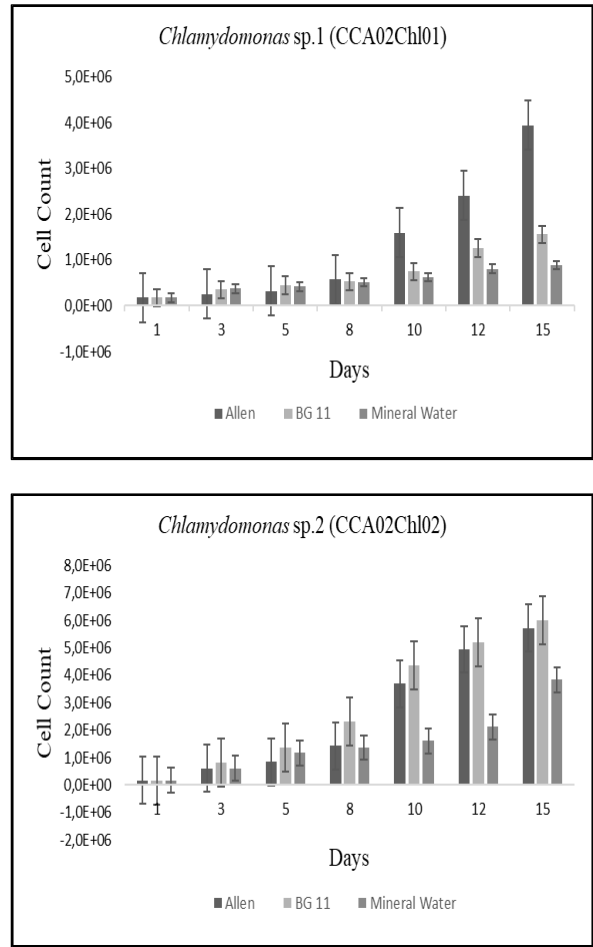 Chlamydomonas sp.1 (CCA02Chl01)
5,0E+06
4,0E+06
3,0E+06
2,0E+06
1,0E+06
0,0E+00
-1,0E+06
Cell Count
1 3 5 8 10 12 15
Days
Allen BG 11 Mineral Water
Chlamydomonas sp.2 (CCA02Chl02)
8,0E+06
7,0E+06
6,0E+06
5,0E+06
4,0E+06
3,0E+06
2,0E+06
1,0E+06
0,0E+00
-1,0E+06
-2,0E+06
Cell Count
1 3 5 8 10 12 15
Days
Allen BG 11 Mineral Water